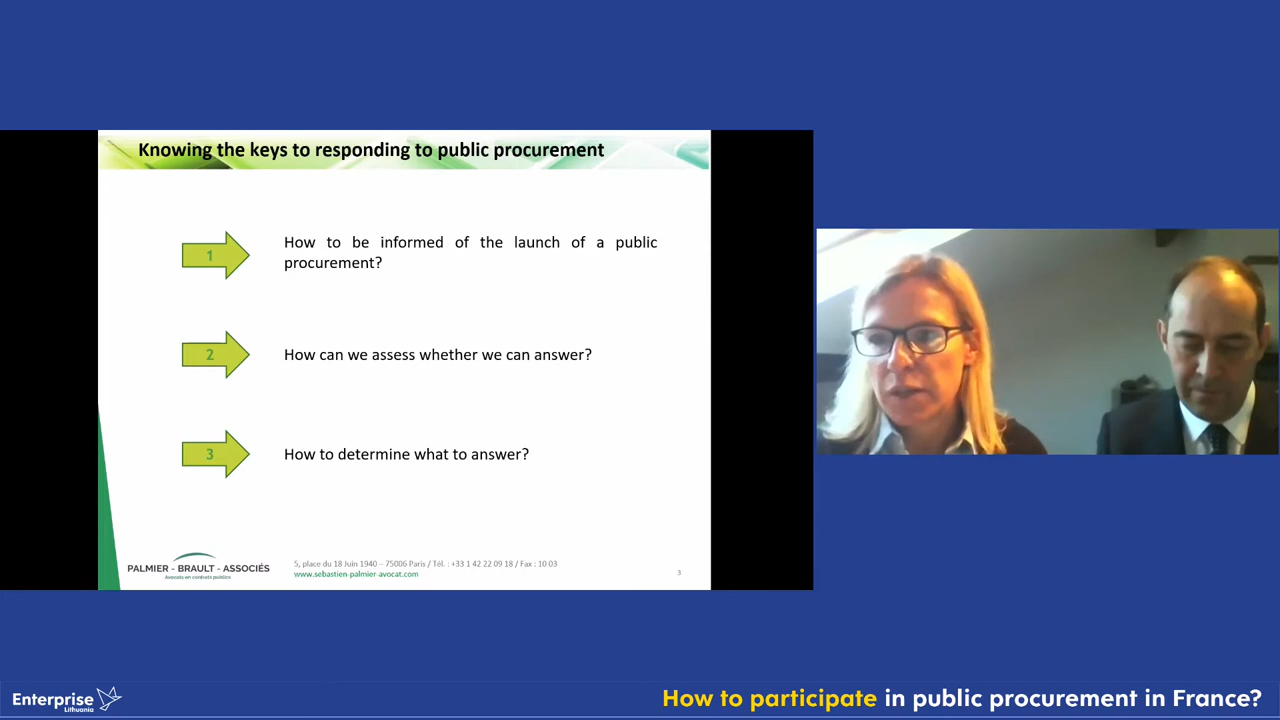 Knowing the keys to responding to public procurement
1
How to be informed of the launch of a public
procurement?
2
How can we assess whether we can answer?
3
How to determine what to answer?
PALMIER - BRAULT - ASSOCIÉS
Avocats en contrats publics
5, place du 18 Juin 1940 – 75006 Paris / Tél. : +33 1 42 22 09 18 / Fax : 10 03
www.sebastien-palmier-avocat.com
3
Enterprise
Lithuania
How to participate in public procurement in France?